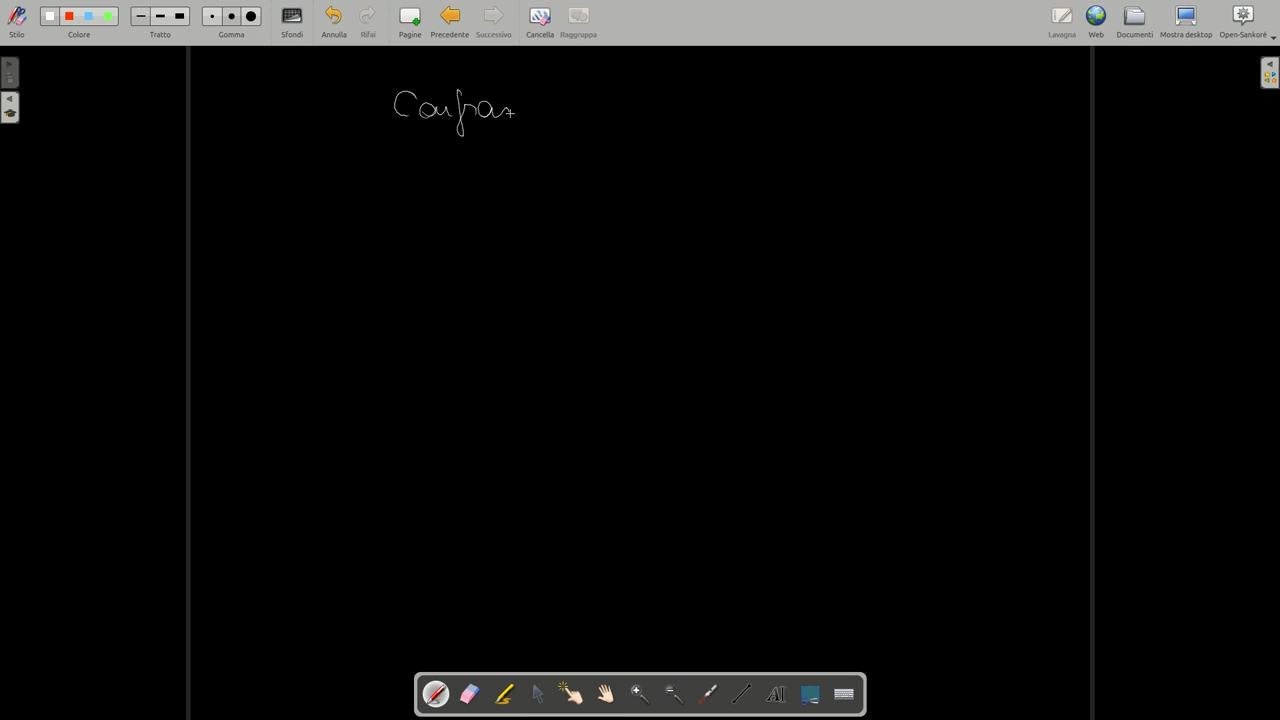 Stilo Colore Tratto Gomma Sfondi Annulla Rifai Pagine Precedente Successivo Cancella Raggruppa Lavagna Web Documenti Mostra desktop Open-Sankoré
AI